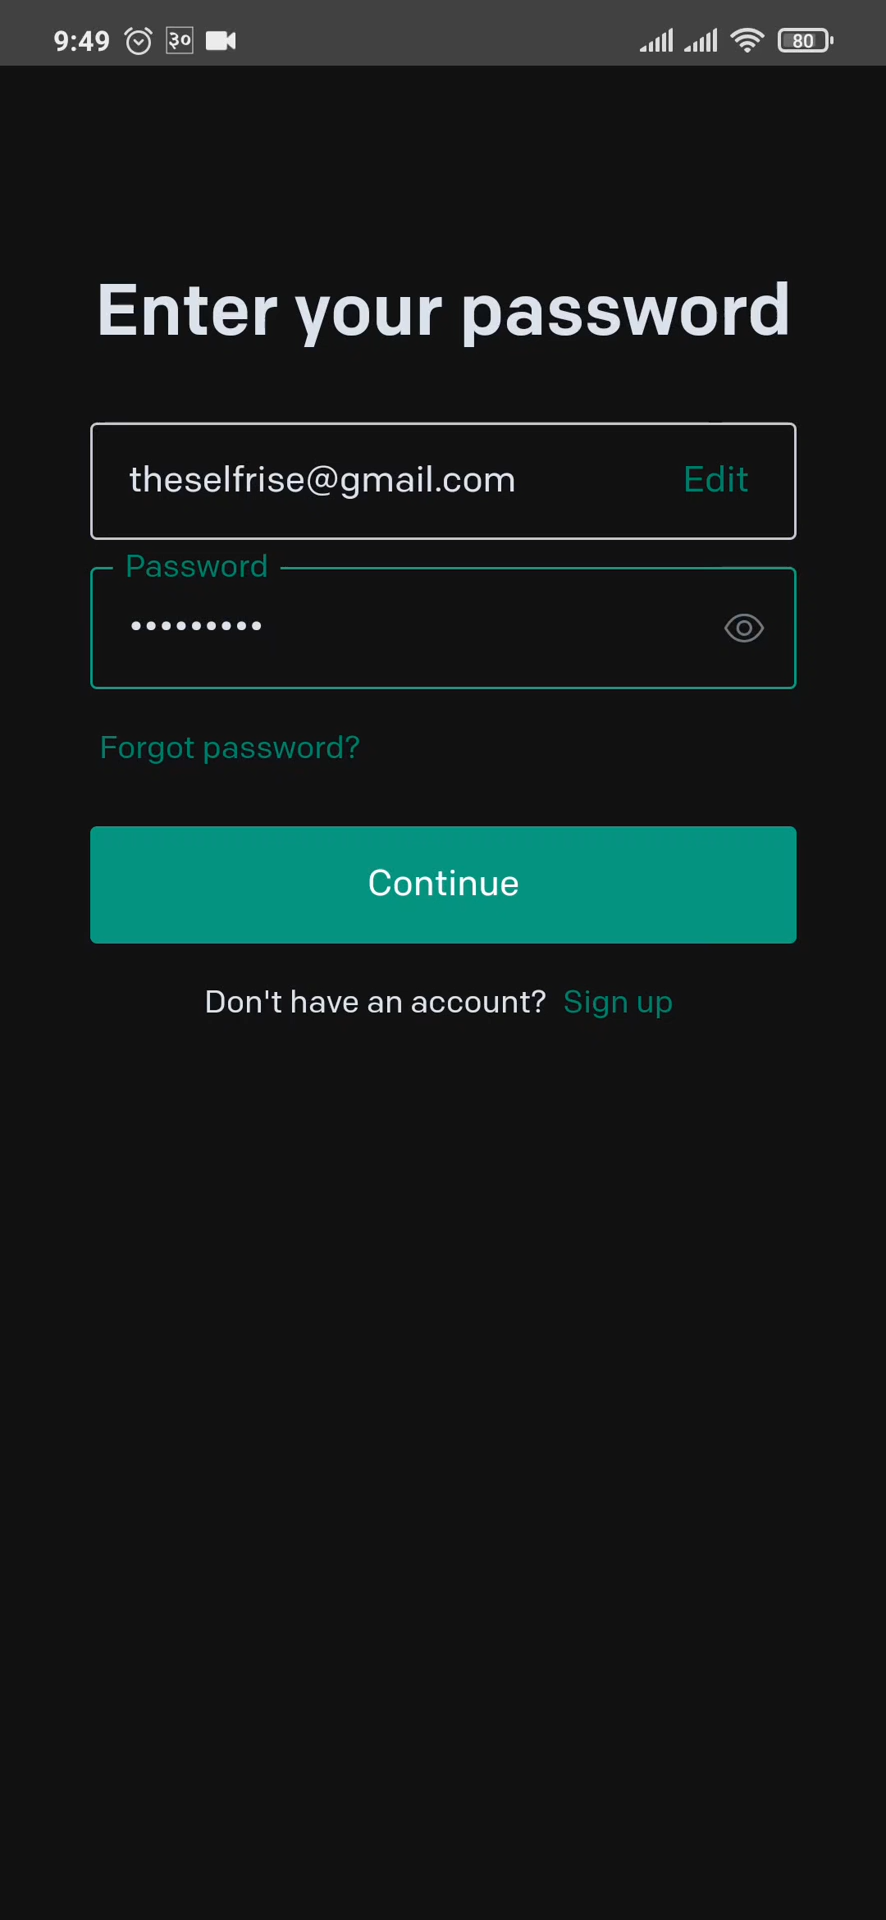 9:49 ३० 80
Enter your password
theselfrise@gmail.com Edit
Password
•••••••••
Forgot password?
Continue
Don't have an account? Sign up